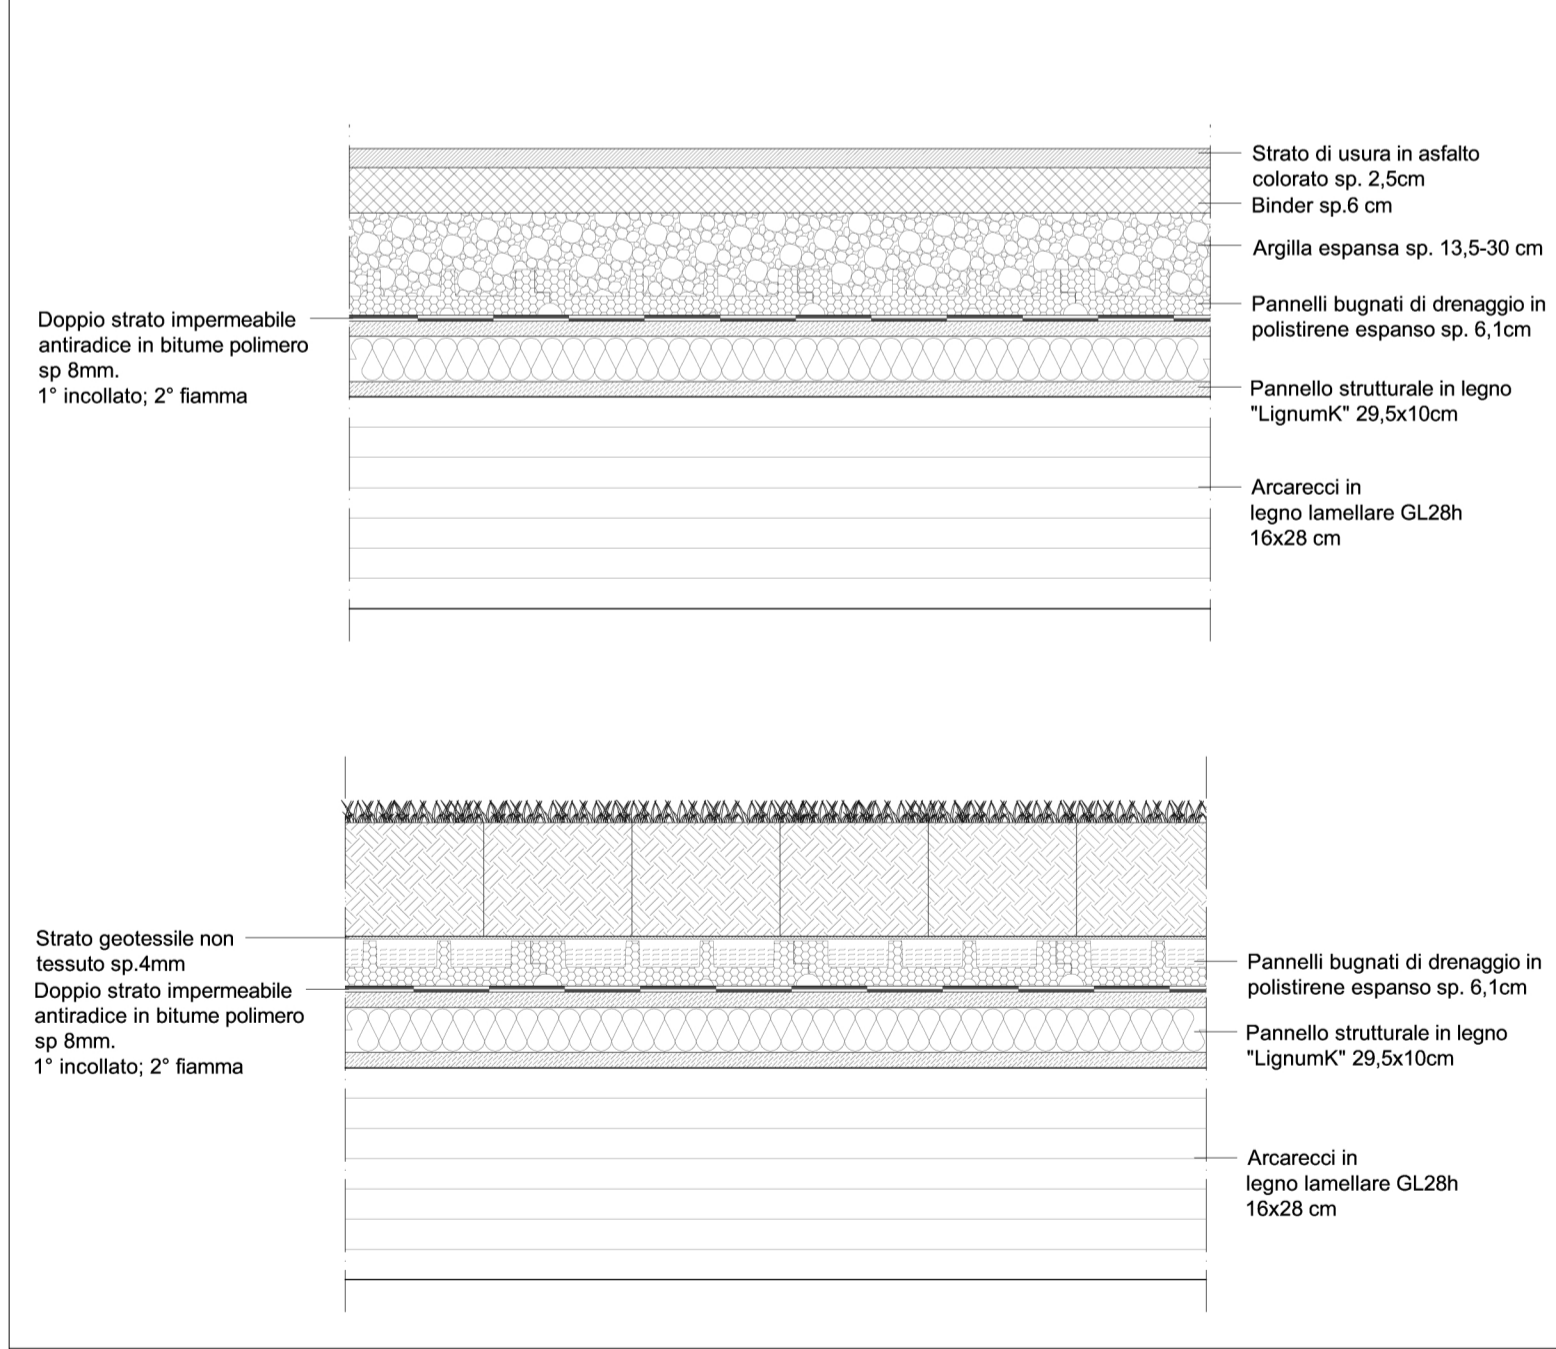 Strato di usura in asfalto
colorato sp. 2,5cm
Binder sp.6 cm
Argilla espansa sp. 13,5-30 cm
Pannelli bugnati di drenaggio in
polistirene espanso sp. 6,1cm
Doppio strato impermeabile
antiradice in bitume polimero
sp 8mm.
1° incollato; 2° fiamma
Pannello strutturale in legno
"LignumK" 29,5x10cm
Arcarecci in
legno lamellare GL28h
16x28 cm
Strato geotessile non
tessuto sp.4mm
Doppio strato impermeabile
antiradice in bitume polimero
sp 8mm.
1° incollato; 2° fiamma
Pannelli bugnati di drenaggio in
polistirene espanso sp. 6,1cm
Pannello strutturale in legno
"LignumK" 29,5x10cm
Arcarecci in
legno lamellare GL28h
16x28 cm